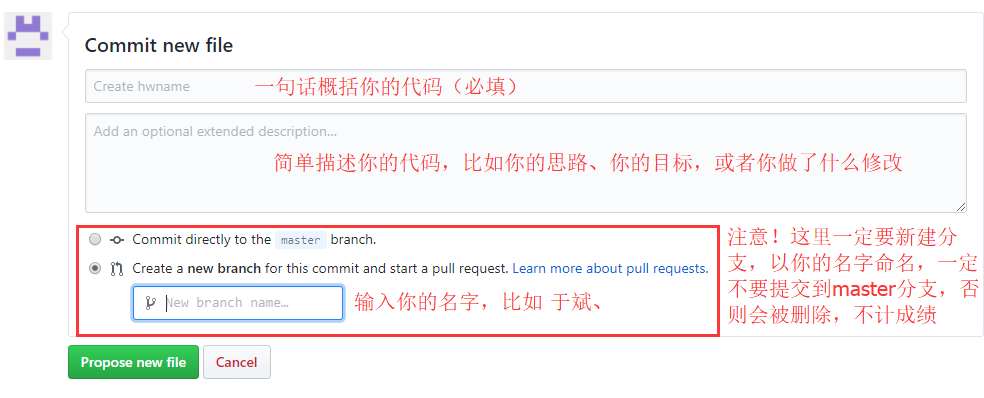 Commit new file
Create hwname
一句话概括你的代码（必填）
Add an optional extended description...
简单描述你的代码，比如你的思路、你的目标，或者你做了什么修改
Commit directly to the master branch.
Create a new branch for this commit and start a pull request. Learn more about pull requests.
New branch name...
输入你的名字，比如 于斌、
注意！这里一定要新建分
支，以你的名字命名，一定
不要提交到master分支，否
则会被删除，不计成绩
Propose new file
Cancel